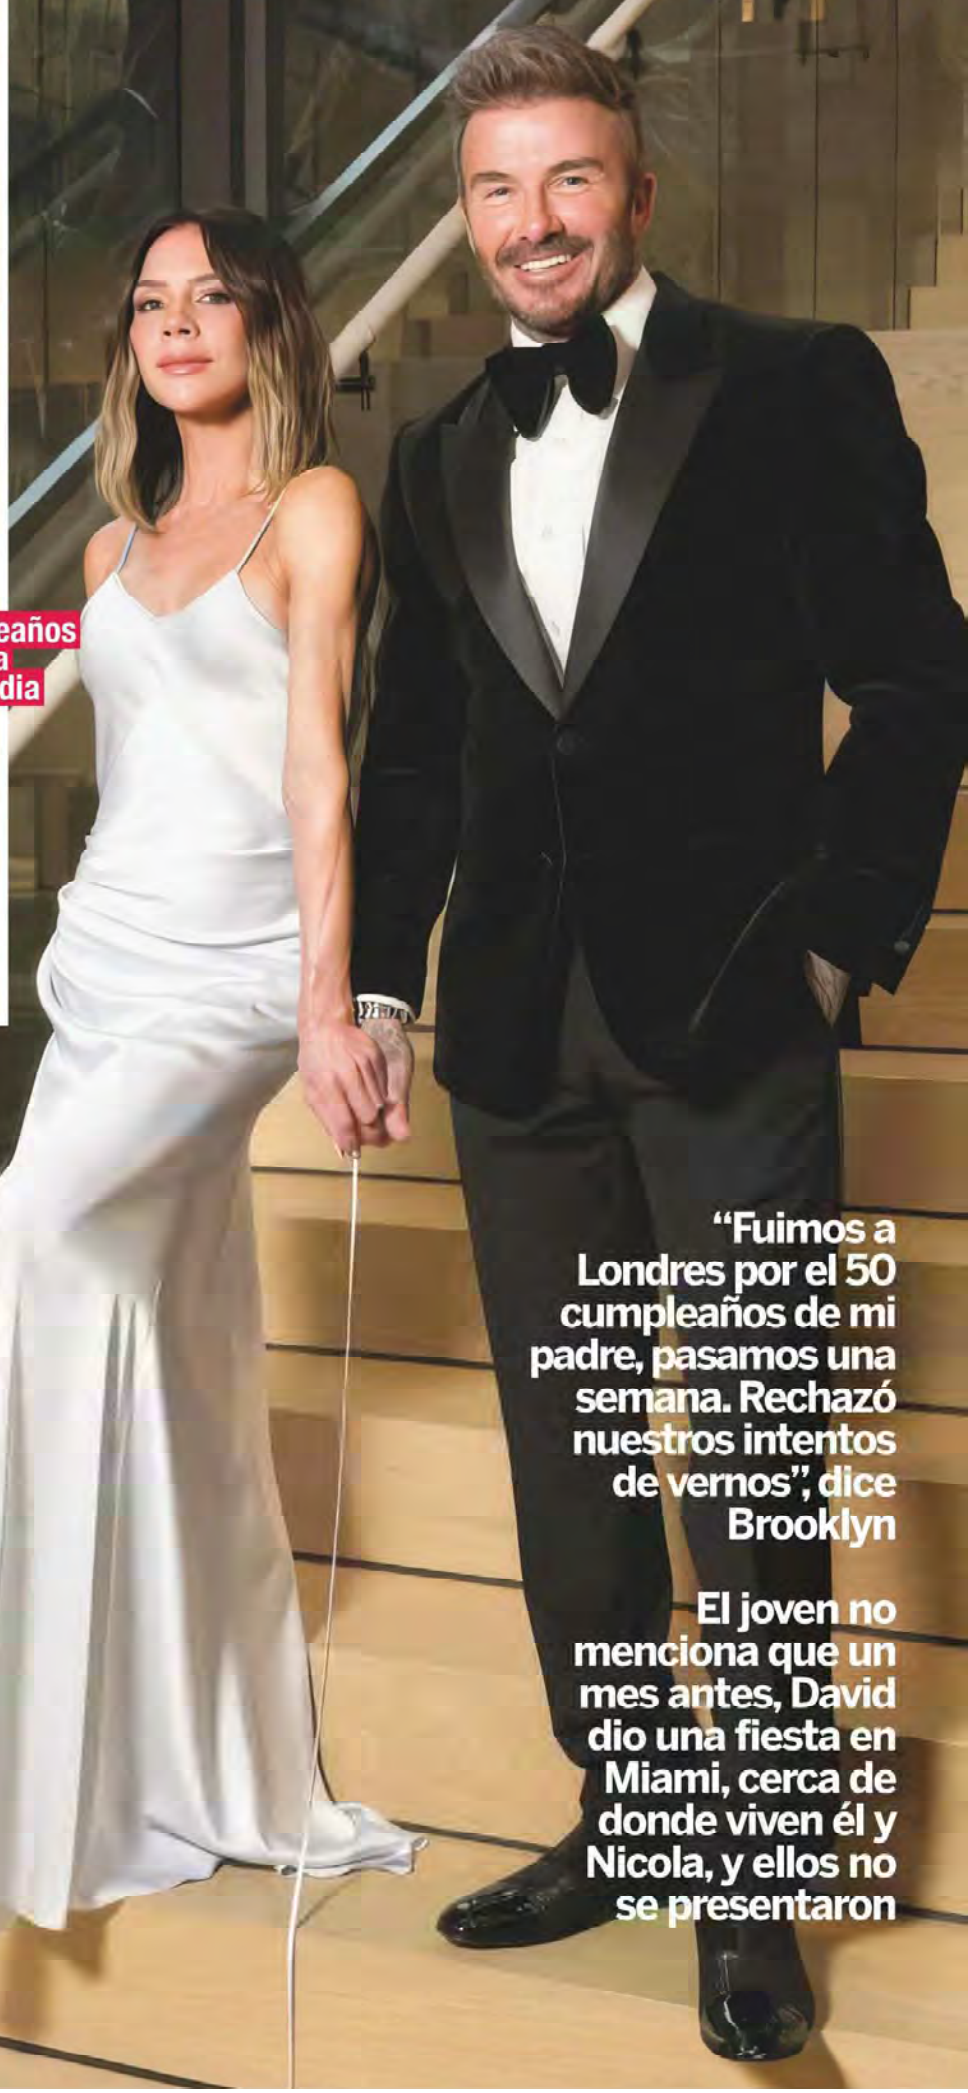 eaños
a
dia
“Fuimos a
Londres por el 50
cumpleaños de mi
padre, pasamos una
semana. Rechazó
nuestros intentos
de vernos”, dice
Brooklyn
El joven no
menciona que un
mes antes, David
dio una fiesta en
Miami, cerca de
donde viven él y
Nicola, y ellos no
se presentaron